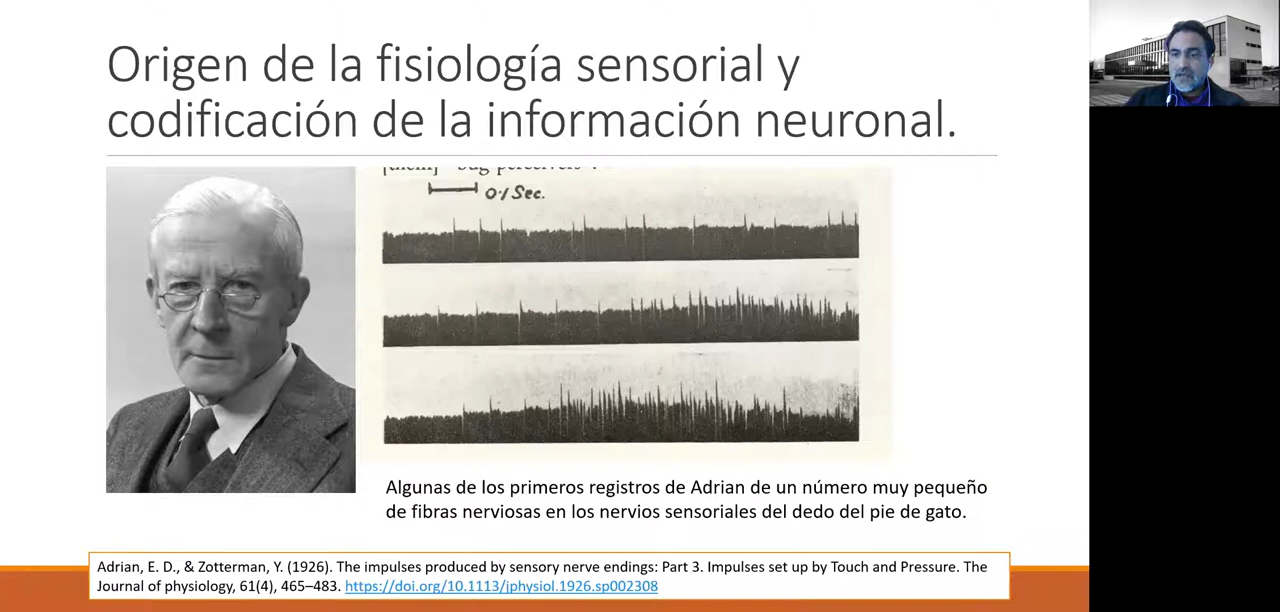 Origen de la fisiología sensorial y
codificación de la información neuronal.
[them] "bug perceivers".
0·1 Sec.
Algunas de los primeros registros de Adrian de un número muy pequeño
de fibras nerviosas en los nervios sensoriales del dedo del pie de gato.
Adrian, E. D., & Zotterman, Y. (1926). The impulses produced by sensory nerve endings: Part 3. Impulses set up by Touch and Pressure. The
Journal of physiology, 61(4), 465–483. https://doi.org/10.1113/jphysiol.1926.sp002308